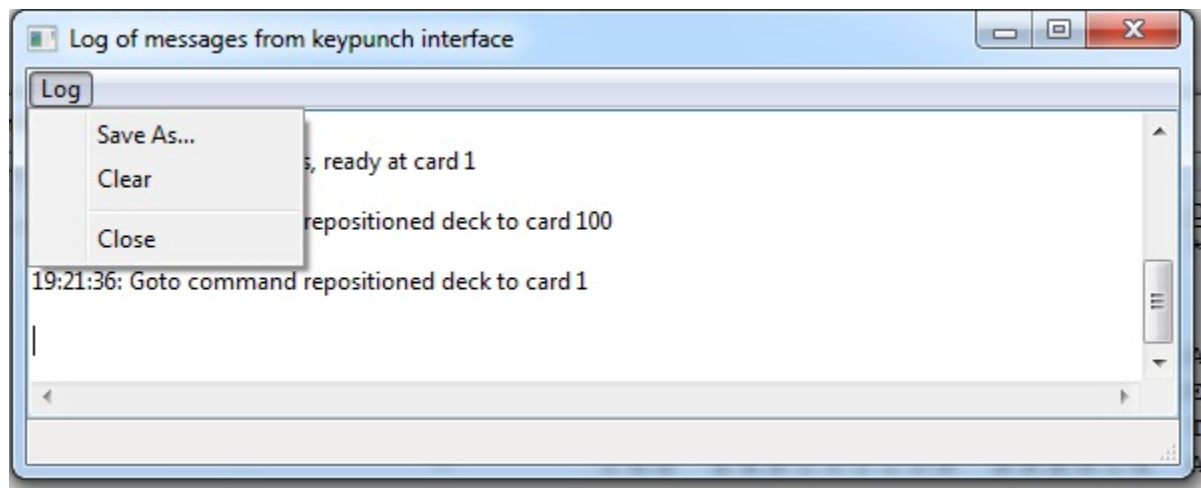 Log of messages from keypunch interface
Log
Save As...
Clear
Close
, ready at card 1
repositioned deck to card 100
19:21:36: Goto command repositioned deck to card 1